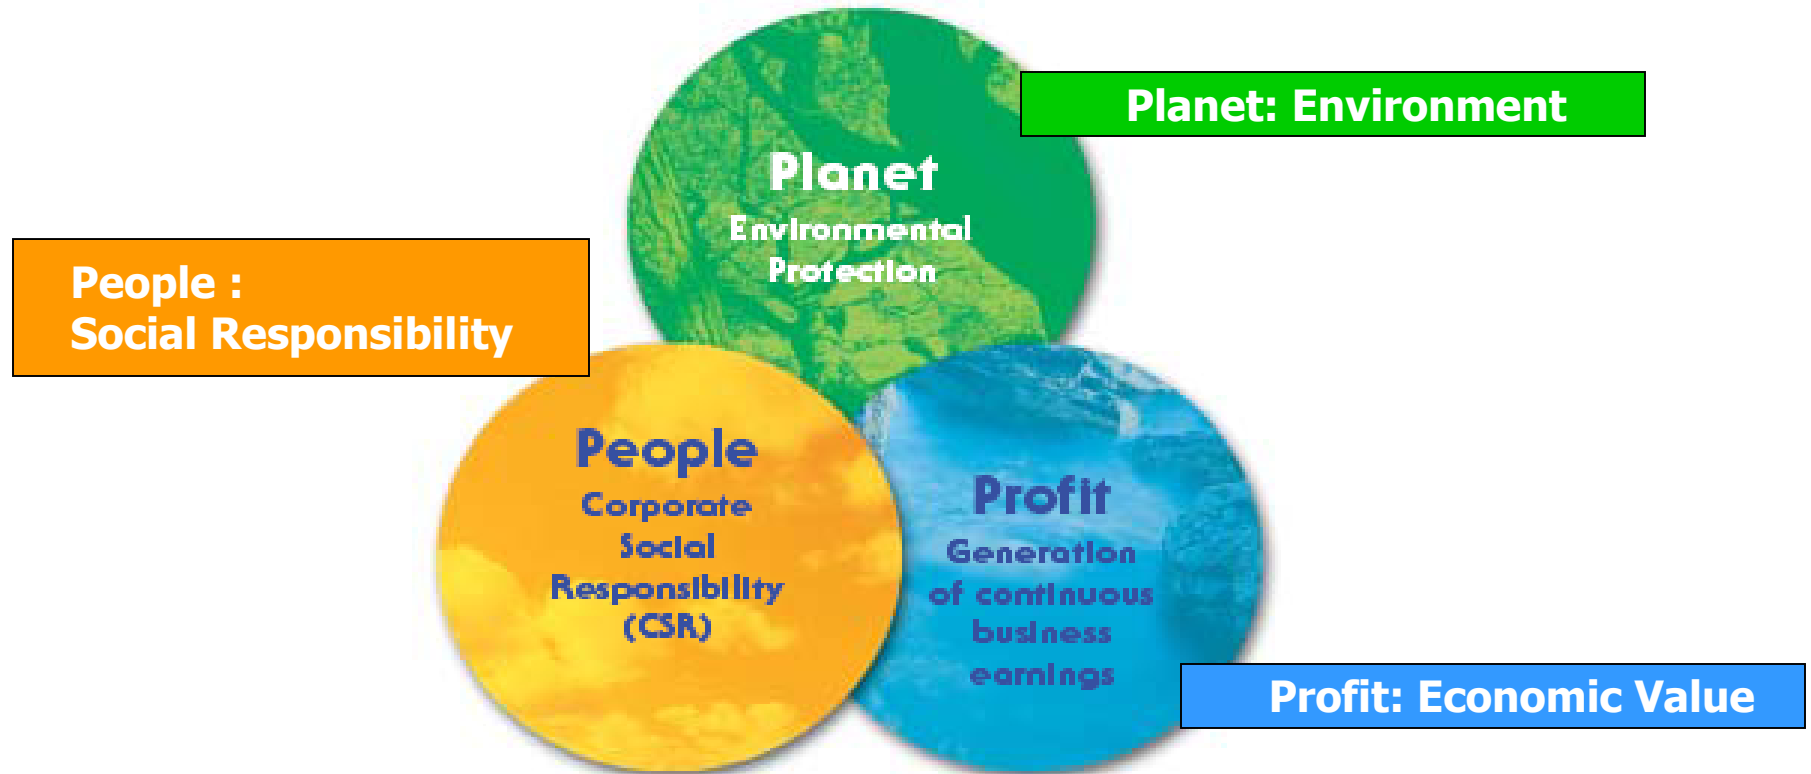 Planet: Environment
Planet
Environmental
Protection
People :
Social Responsibility
People
Corporate
Social
Responsibility
(CSR)
Profit
Generation
of continuous
business
earnings
Profit: Economic Value